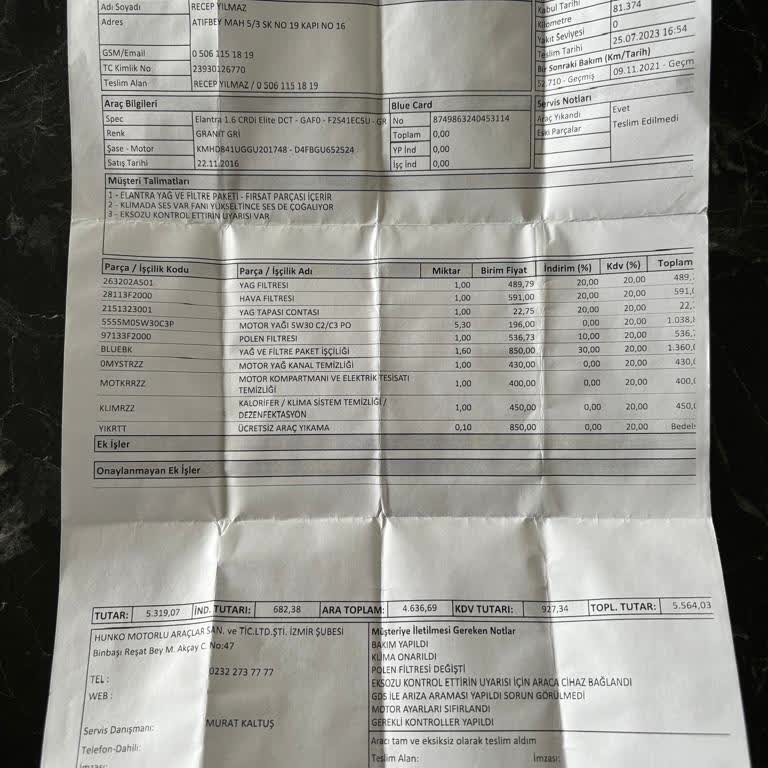 Adı Soyadı RECEP YILMAZ
Adres ATIFBEY MAH 5/3 SK NO 19 KAPI NO 16
GSM/Email 0 506 115 18 19
TC Kimlik No 23930126770
Teslim Alan RECEP YILMAZ / 0 506 115 18 19
Kabul Tarihi
Kilometre 81.374
Yakıt Seviyesi 0
Teslim Tarihi 25.07.2023 16:54
Bir Sonraki Bakım (Km/Tarih)
52.710 - Geçmiş 09.11.2021 - Geçm
Araç Bilgileri
Spec Elantra 1.6 CRDi Elite DCT - GAF0 - F2S41EC5U - GR
Renk GRANIT GRİ
Şase - Motor KMHD841UGGU201748 - D4FBGU652524
Satış Tarihi 22.11.2016
Blue Card
No 8749863240453114
Toplam 0,00
YP İnd 0,00
İşç İnd 0,00
Servis Notları
Araç Yıkandı Evet
Eski Parçalar Teslim Edilmedi
Müşteri Talimatları
1 - ELANTRA YAĞ VE FİLTRE PAKETİ - FIRSAT PARÇASI İÇERİR
2 - KLİMADA SES VAR FANI YÜKSELTİNCE SES DE ÇOĞALIYOR
3 - EKSOZU KONTROL ETTİRİN UYARISI VAR
Parça / İşçilik Kodu Parça / İşçilik Adı Miktar Birim Fiyat İndirim (%) Kdv (%) Toplam
263202A501 YAG FILTRESI 1,00 489,79 20,00 20,00 489,
28113F2000 HAVA FILTRESI 1,00 591,00 20,00 20,00 591,
2151323001 YAG TAPASI CONTASI 1,00 22,75 20,00 20,00 22,
5555M05W30C3P MOTOR YAĞI 5W30 C2/C3 PO 5,30 196,00 0,00 20,00 1.038,
97133F2000 POLEN FILTRESI 1,00 536,73 10,00 20,00 536,
BLUEBK YAĞ VE FİLTRE PAKET İŞÇİLİĞİ 1,60 850,00 30,00 20,00 1.360,
0MYSTRZZ MOTOR YAĞ KANAL TEMİZLİĞİ 1,00 430,00 0,00 20,00 430,
MOTKRRZZ MOTOR KOMPARTMANI VE ELEKTRİK TESİSATI TEMİZLİĞİ 1,00 400,00 0,00 20,00 400,
KLIMRZZ KALORİFER / KLİMA SİSTEM TEMİZLİĞİ / DEZENFEKTASYON 1,00 450,00 0,00 20,00 450,
YIKRTT ÜCRETSİZ ARAÇ YIKAMA 0,10 850,00 0,00 20,00 Bedels
Ek İşler
Onaylanmayan Ek İşler
TUTAR: 5.319,07 İND. TUTARI: 682,38 ARA TOPLAM: 4.636,69 KDV TUTARI: 927,34 TOPL. TUTAR: 5.564,03
HUNKO MOTORLU ARAÇLAR SAN. ve TİC.LTD.ŞTİ. İZMİR ŞUBESİ
Binbaşı Reşat Bey M. Akçay C. No:47
TEL : 0232 273 77 77
WEB :
Servis Danışmanı: MURAT KALTUŞ
Telefon-Dahili:
İmzası:
Müşteriye İletilmesi Gereken Notlar
BAKIM YAPILDI
KLİMA ONARILDI
POLEN FİLTRESİ DEĞİŞTİ
EKSOZU KONTROL ETTİRİN UYARISI İÇİN ARACA CİHAZ BAĞLANDI
GDS İLE ARIZA ARAMASI YAPILDI SORUN GÖRÜLMEDİ
MOTOR AYARLARI SIFIRLANDI
GEREKLİ KONTROLLER YAPILDI
Aracı tam ve eksiksiz olarak teslim aldım
Teslim Alan: İmzası: